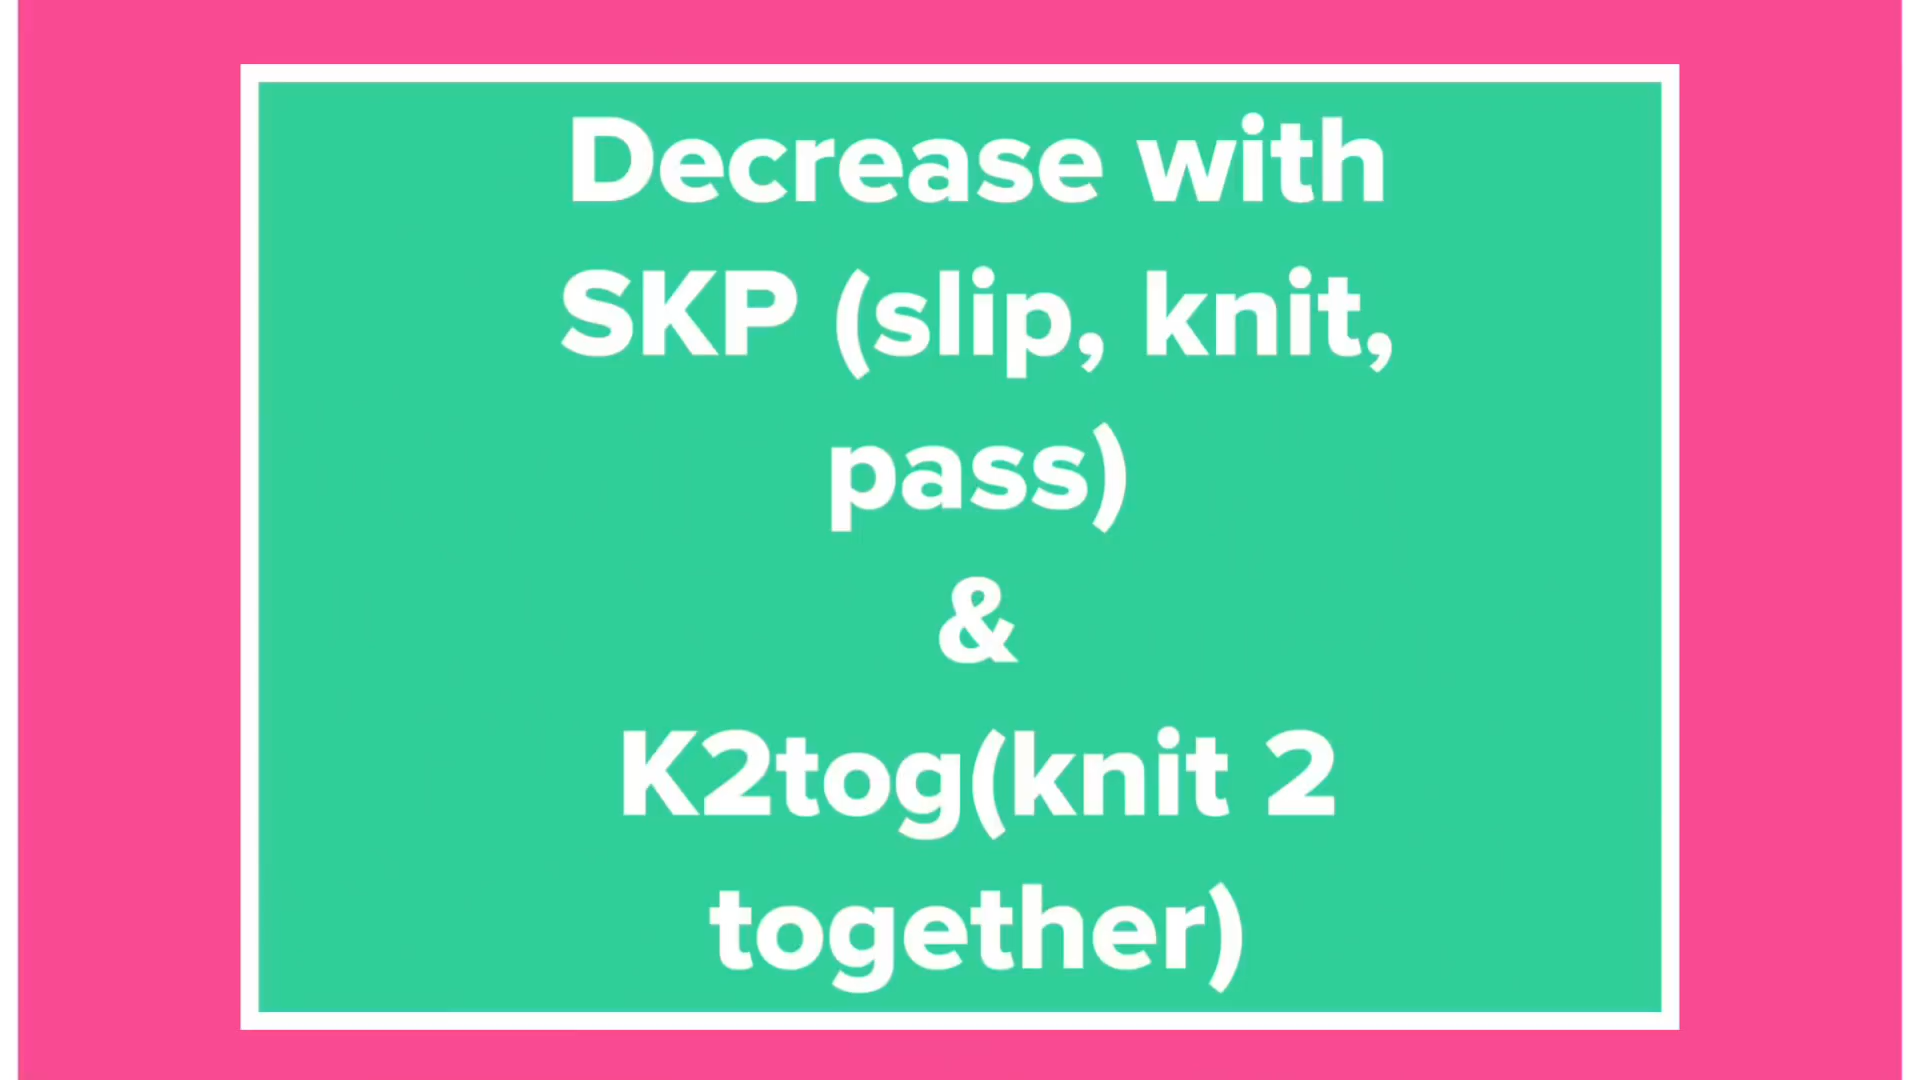 Decrease with
SKP (slip, knit,
pass)
&
K2tog(knit 2
together)